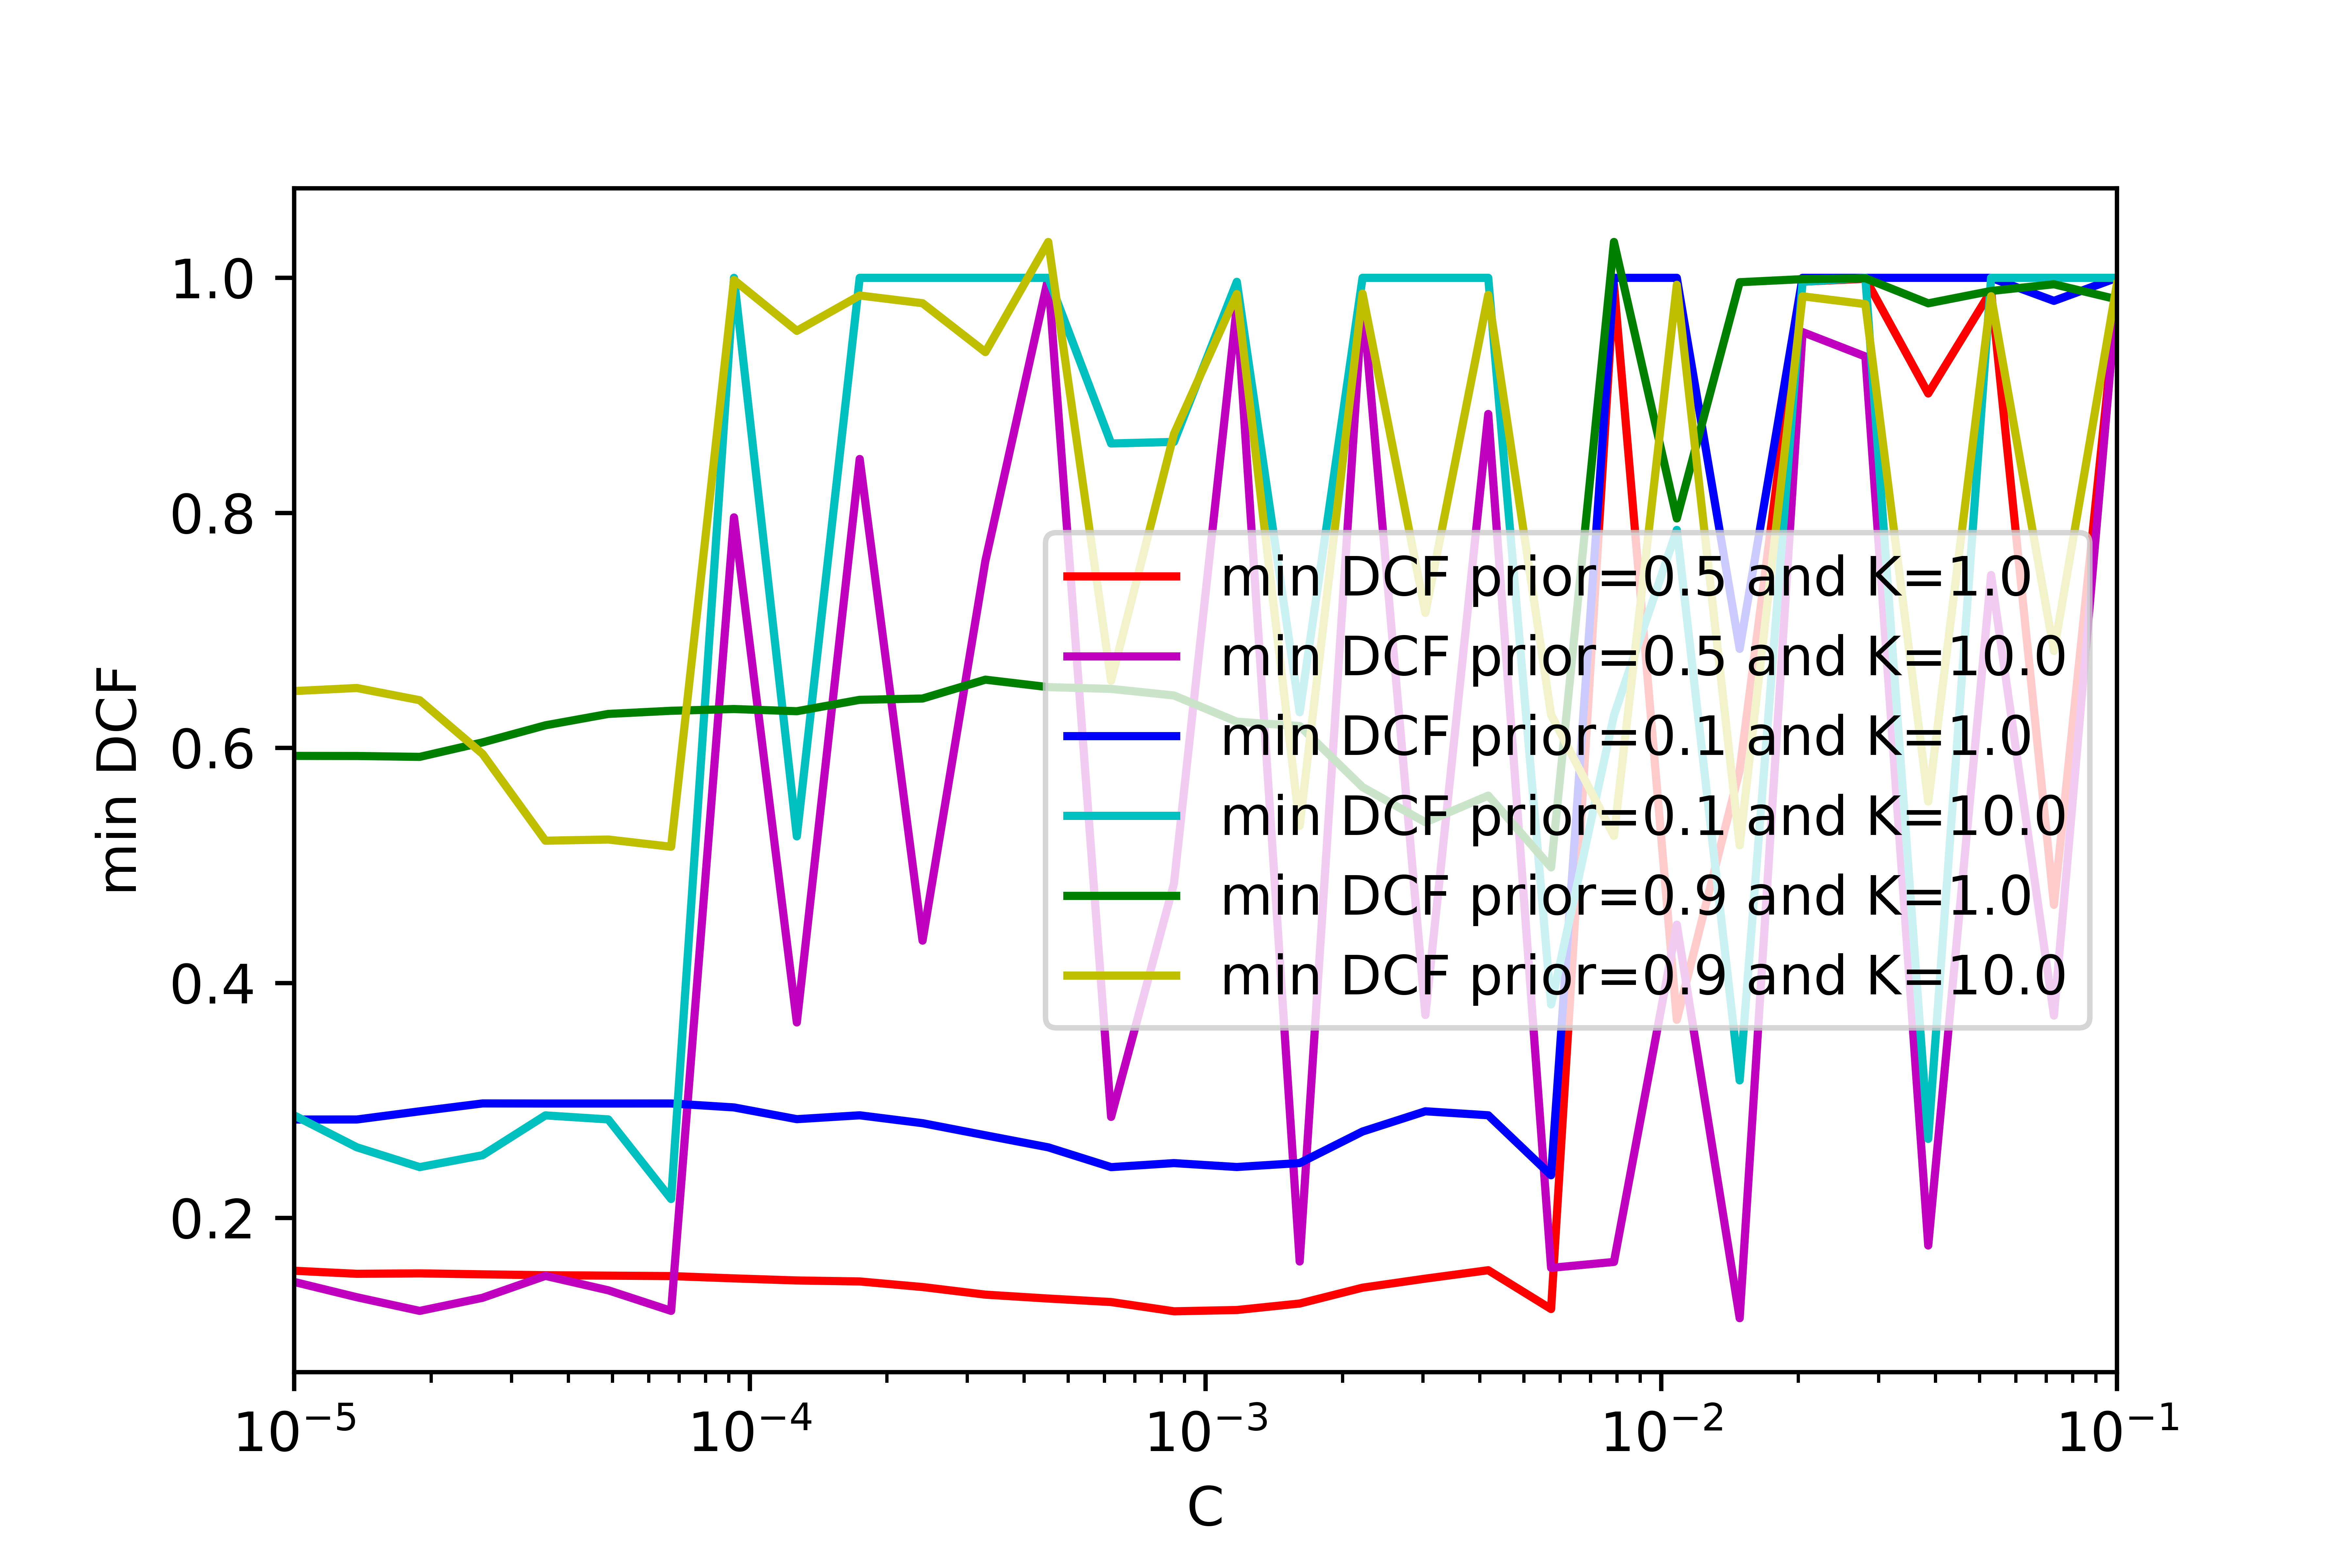 1.0
0.8
0.6
0.4
0.2
min DCF
min DCF prior=0.5 and K=1.0
min DCF prior=0.5 and K=10.0
min DCF prior=0.1 and K=1.0
min DCF prior=0.1 and K=10.0
min DCF prior=0.9 and K=1.0
min DCF prior=0.9 and K=10.0
10⁻⁵ 10⁻⁴ 10⁻³ 10⁻² 10⁻¹
C